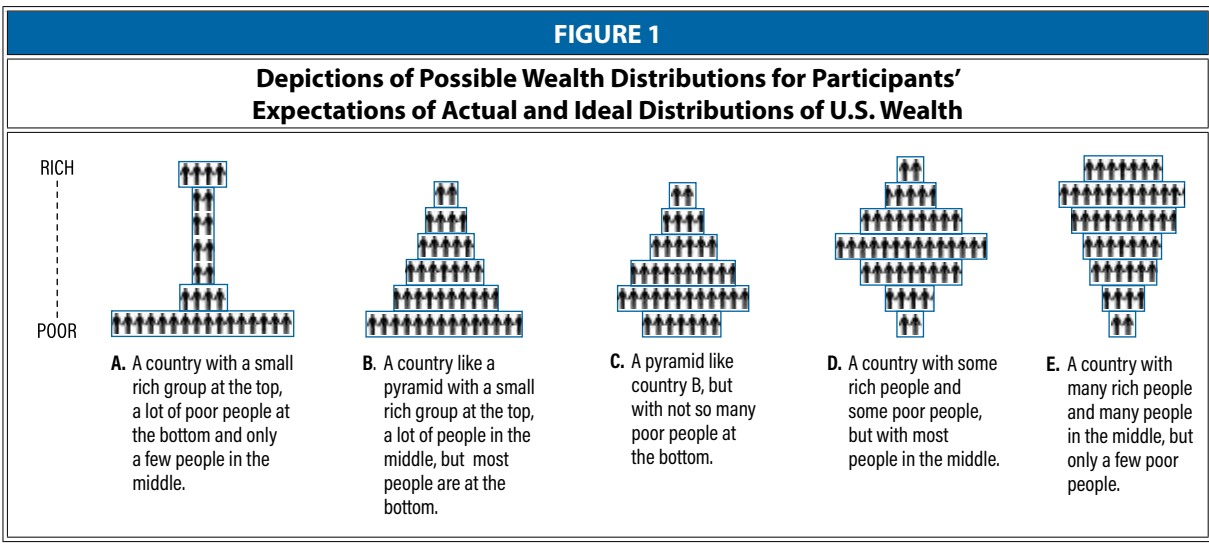 FIGURE 1
Depictions of Possible Wealth Distributions for Participants'
Expectations of Actual and Ideal Distributions of U.S. Wealth
RICH
POOR
A. A country with a small
rich group at the top,
a lot of poor people at
the bottom and only
a few people in the
middle.
B. A country like a
pyramid with a small
rich group at the top,
a lot of people in the
middle, but most
people are at the
bottom.
C. A pyramid like
country B, but
with not so many
poor people at
the bottom.
D. A country with some
rich people and
some poor people,
but with most
people in the middle.
E. A country with
many rich people
and many people
in the middle, but
only a few poor
people.